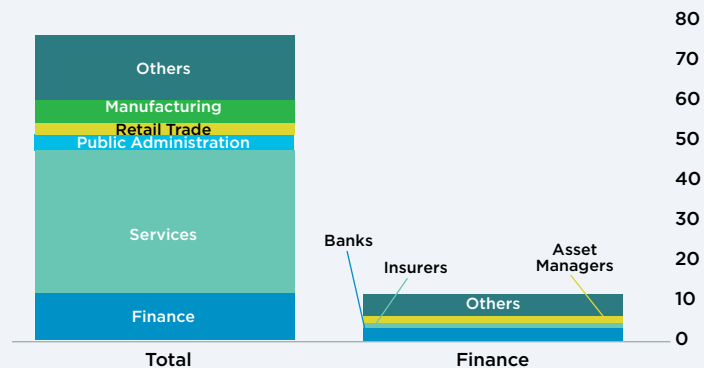 80
70
60
50
40
30
20
10
0
Others
Manufacturing
Retail Trade
Public Administration
Services
Finance
Banks
Insurers
Asset
Managers
Others
Total
Finance